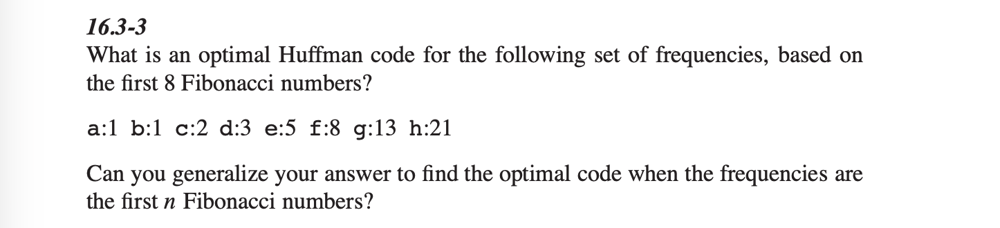 16.3-3
What is an optimal Huffman code for the following set of frequencies, based on
the first 8 Fibonacci numbers?
a:1 b:1 c:2 d:3 e:5 f:8 g:13 h:21
Can you generalize your answer to find the optimal code when the frequencies are
the first n Fibonacci numbers?